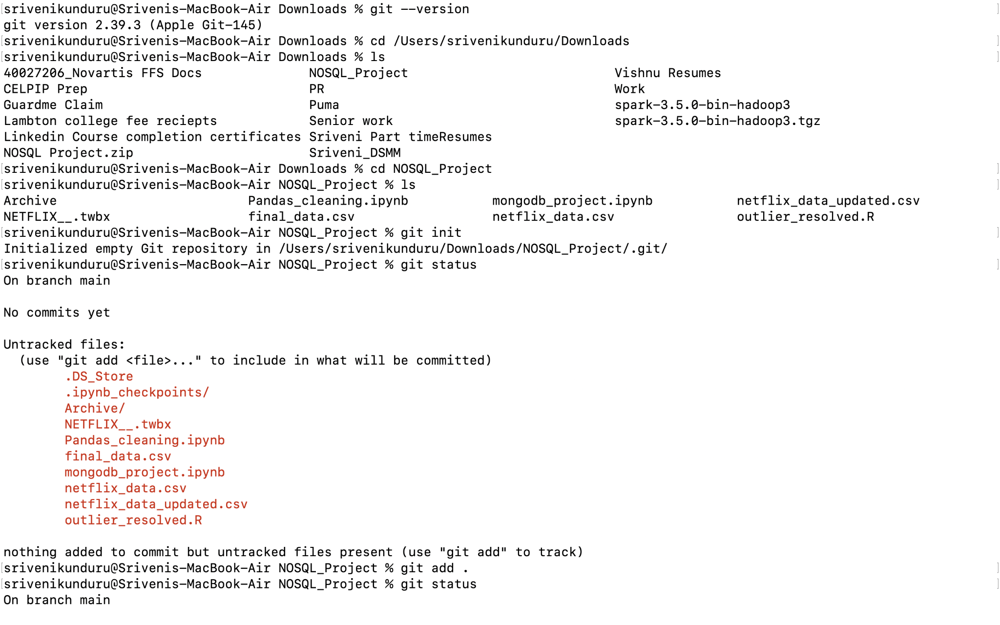 srivenikunduru@Srivenis-MacBook-Air Downloads % git --version
git version 2.39.3 (Apple Git-145)
srivenikunduru@Srivenis-MacBook-Air Downloads % cd /Users/srivenikunduru/Downloads
srivenikunduru@Srivenis-MacBook-Air Downloads % ls
40027206_Novartis FFS Docs NOSQL_Project Vishnu Resumes
CELPIP Prep PR Work
Guardme Claim Puma spark-3.5.0-bin-hadoop3
Lambton college fee reciepts Senior work spark-3.5.0-bin-hadoop3.tgz
Linkedin Course completion certificates Sriveni Part timeResumes
NOSQL Project.zip Sriveni_DSMM
srivenikunduru@Srivenis-MacBook-Air Downloads % cd NOSQL_Project
srivenikunduru@Srivenis-MacBook-Air NOSQL_Project % ls
Archive Pandas_cleaning.ipynb mongodb_project.ipynb netflix_data_updated.csv
NETFLIX__.twbx final_data.csv netflix_data.csv outlier_resolved.R
srivenikunduru@Srivenis-MacBook-Air NOSQL_Project % git init
Initialized empty Git repository in /Users/srivenikunduru/Downloads/NOSQL_Project/.git/
srivenikunduru@Srivenis-MacBook-Air NOSQL_Project % git status
On branch main
No commits yet
Untracked files:
(use "git add <file>..." to include in what will be committed)
.DS_Store
.ipynb_checkpoints/
Archive/
NETFLIX__.twbx
Pandas_cleaning.ipynb
final_data.csv
mongodb_project.ipynb
netflix_data.csv
netflix_data_updated.csv
outlier_resolved.R
nothing added to commit but untracked files present (use "git add" to track)
srivenikunduru@Srivenis-MacBook-Air NOSQL_Project % git add .
srivenikunduru@Srivenis-MacBook-Air NOSQL_Project % git status
On branch main